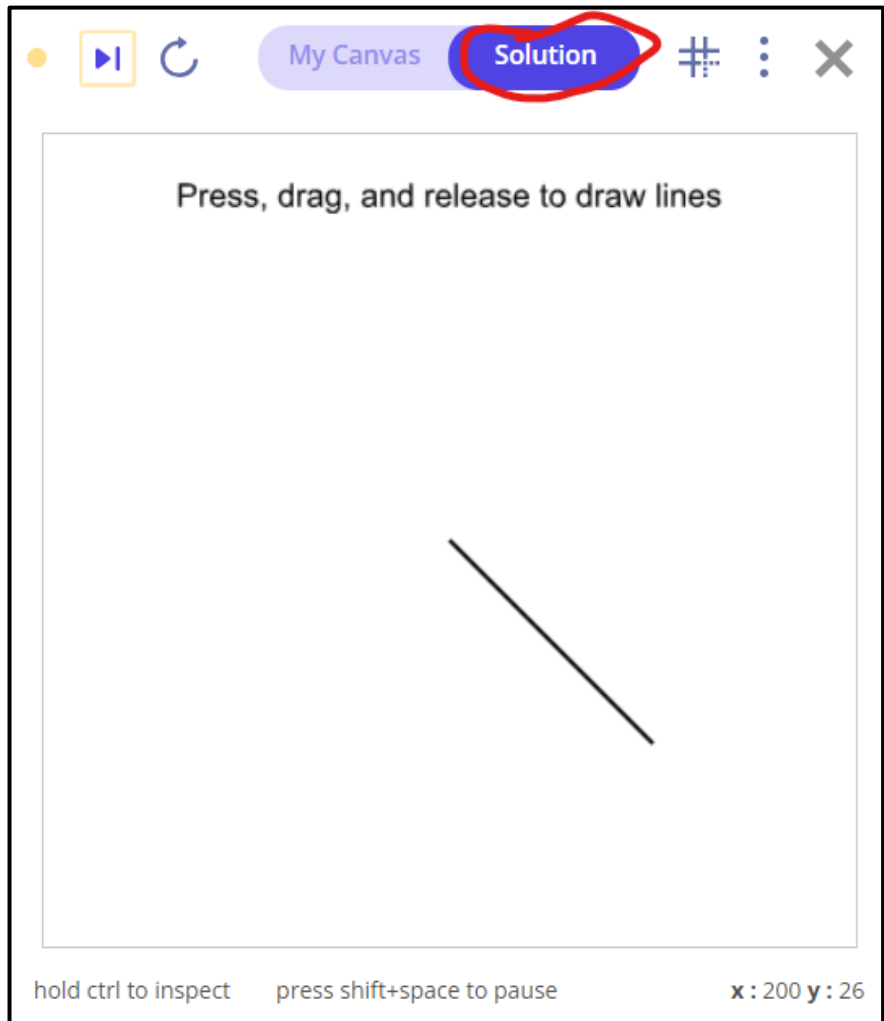 My Canvas Solution
Press, drag, and release to draw lines
hold ctrl to inspect press shift+space to pause x : 200 y : 26